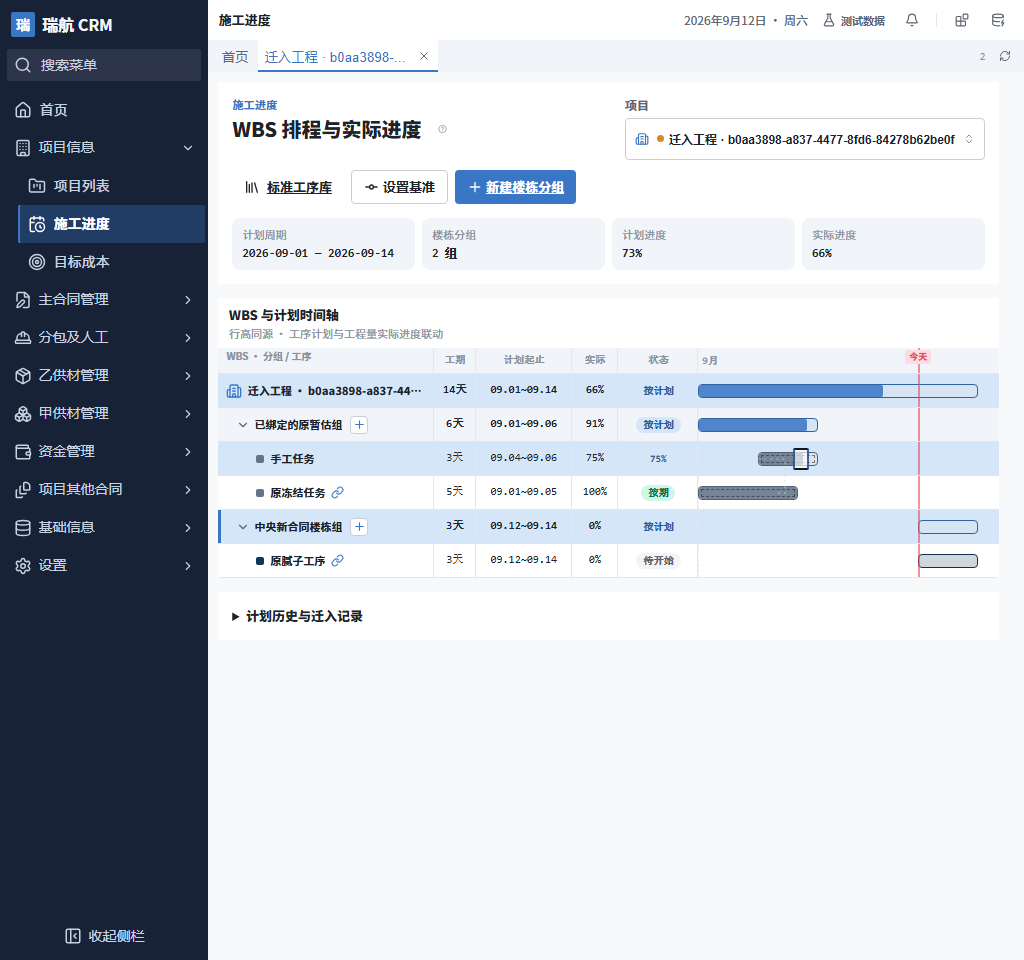 瑞 瑞航 CRM
搜索菜单
首页
项目信息
项目列表
施工进度
目标成本
主合同管理
分包及人工
乙供材管理
甲供材管理
资金管理
项目其他合同
基础信息
设置
收起侧栏
施工进度
2026年9月12日 • 周六 测试数据
首页 迁入工程 · b0aa3898-... 2
施工进度
WBS 排程与实际进度
项目
迁入工程 · b0aa3898-a837-4477-8fd6-84278b62be0f
标准工序库 设置基准 新建楼栋分组
计划周期 楼栋分组 计划进度 实际进度
2026-09-01 — 2026-09-14 2 组 73% 66%
WBS 与计划时间轴
行高同源 • 工序计划与工程量实际进度联动
WBS • 分组 / 工序 工期 计划起止 实际 状态 9月 今天
迁入工程 • b0aa3898-a837-44… 14天 09.01~09.14 66% 按计划
已绑定的原暂估组 6天 09.01~09.06 91% 按计划
手工任务 3天 09.04~09.06 75% 75%
原冻结任务 5天 09.01~09.05 100% 按期
中央新合同楼栋组 3天 09.12~09.14 0% 按计划
原腻子工序 3天 09.12~09.14 0% 待开始
计划历史与迁入记录